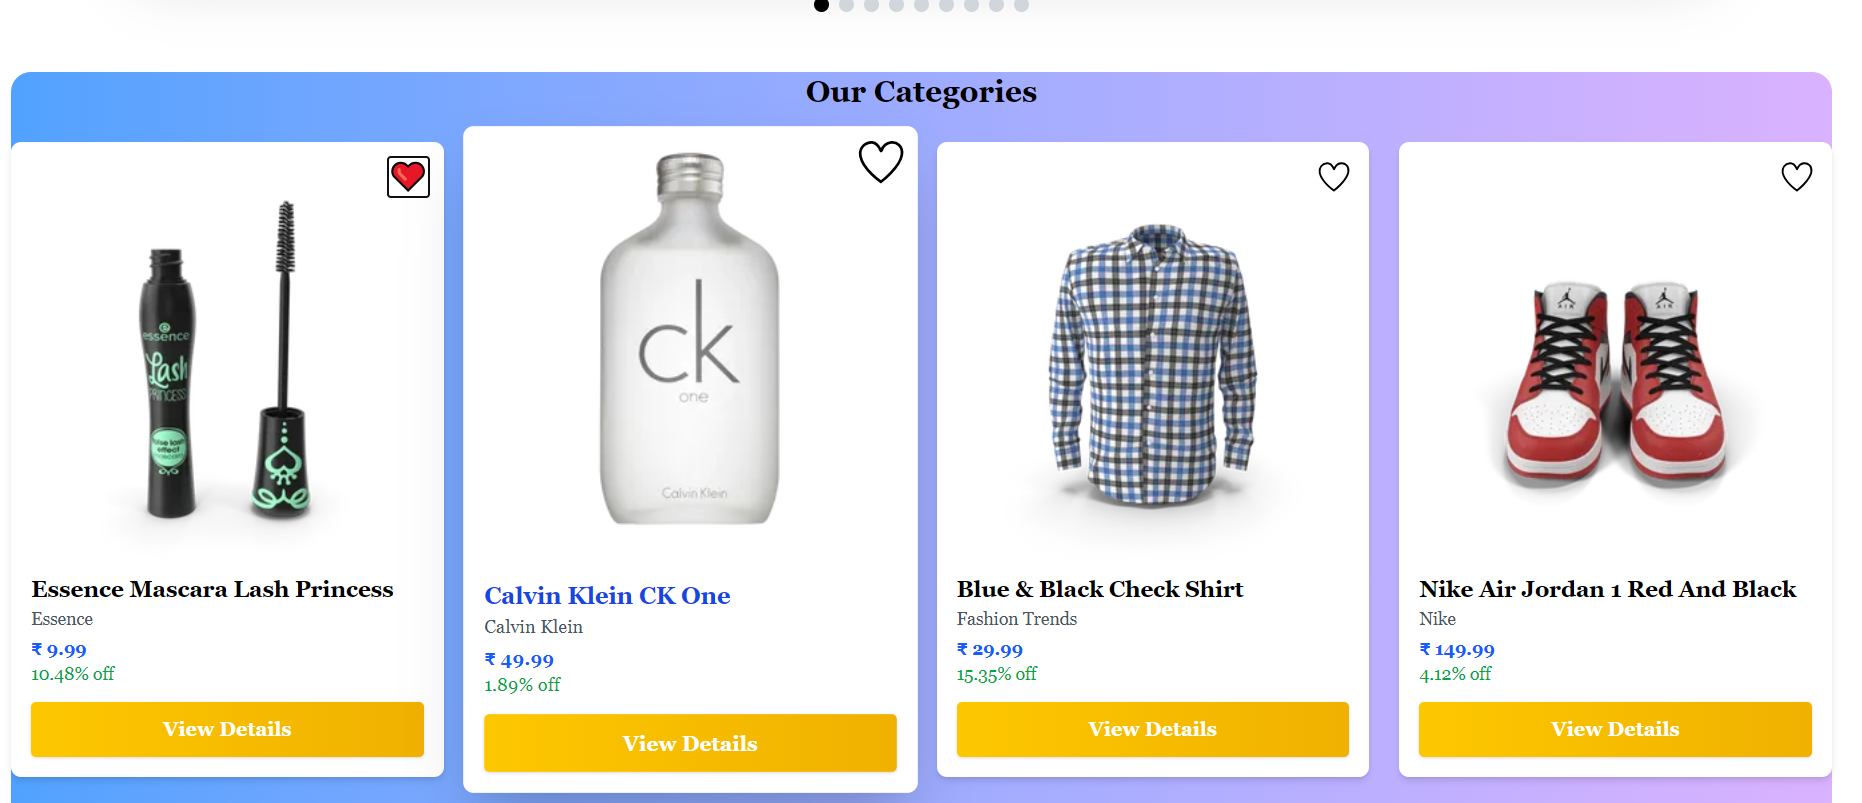 Our Categories
essence
Lash
PRINCESS
false lash
effect
ck
one
Calvin Klein
AIR
AIR
Essence Mascara Lash Princess
Essence
₹ 9.99
10.48% off
View Details
Calvin Klein CK One
Calvin Klein
₹ 49.99
1.89% off
View Details
Blue & Black Check Shirt
Fashion Trends
₹ 29.99
15.35% off
View Details
Nike Air Jordan 1 Red And Black
Nike
₹ 149.99
4.12% off
View Details